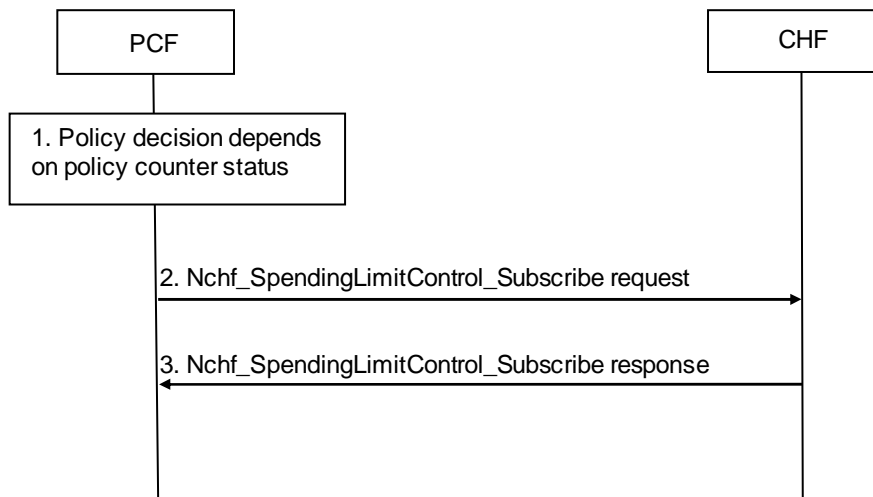 PCF
CHF
1. Policy decision depends
on policy counter status
2. Nchf_SpendingLimitControl_Subscribe request
3. Nchf_SpendingLimitControl_Subscribe response